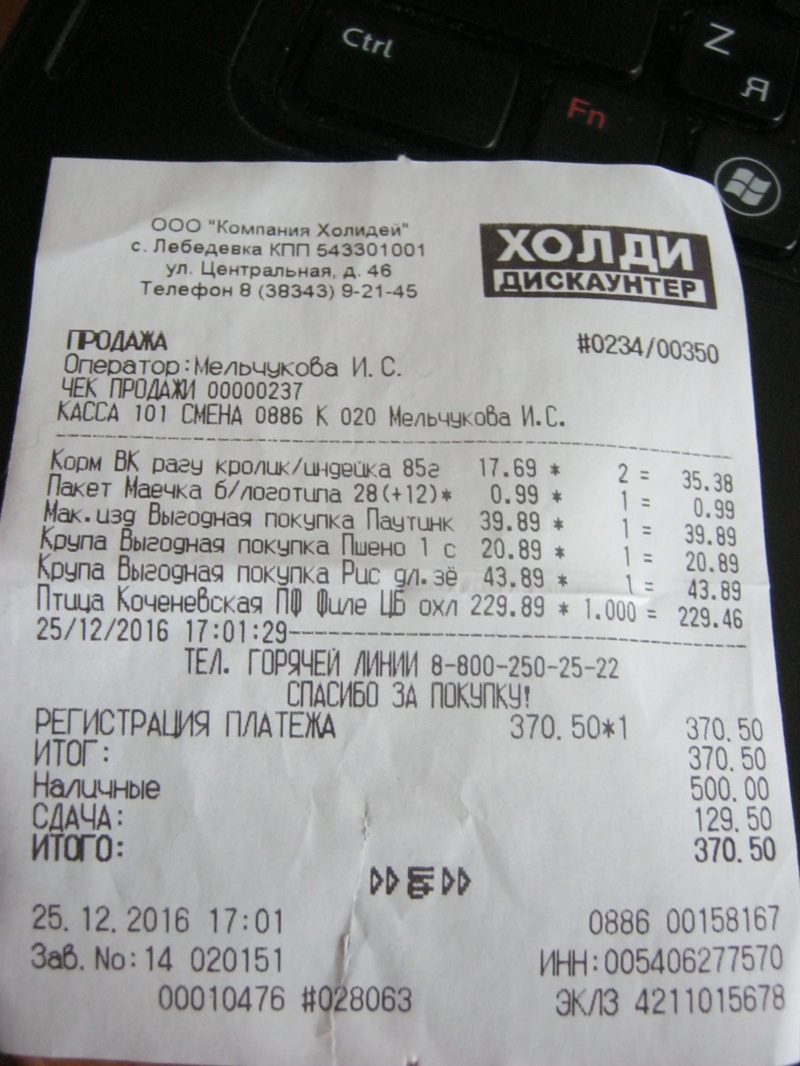 Ctrl
Z
Я
Fn
ООО "Компания Холидей"
с. Лебедевка КПП 543301001
ул. Центральная, д. 46
Телефон 8 (38343) 9-21-45
ХОЛДИ
ДИСКАУНТЕР
ПРОДАЖА #0234/00350
Оператор:Мельчукова И.С.
ЧЕК ПРОДАЖИ 00000237
КАССА 101 СМЕНА 0886 К 020 Мельчукова И.С.
Корм ВК рагу кролик/индейка 85г 17.69 * 2 = 35.38
Пакет Маечка б/логотипа 28(+12)* 0.99 * 1 = 0.99
Мак.изд Выгодная покупка Паутинк 39.89 * 1 = 39.89
Крупа Выгодная покупка Пшено 1 с 20.89 * 1 = 20.89
Крупа Выгодная покупка Рис дл.зё 43.89 * 1 = 43.89
Птица Коченевская ПФ Филе ЦБ охл 229.89 * 1.000 = 229.46
25/12/2016 17:01:29
ТЕЛ. ГОРЯЧЕЙ ЛИНИИ 8-800-250-25-22
СПАСИБО ЗА ПОКУПКУ!
РЕГИСТРАЦИЯ ПЛАТЕЖА 370.50*1 370.50
ИТОГ: 370.50
Наличные 500.00
СДАЧА: 129.50
ИТОГО: 370.50
25.12.2016 17:01 0886 00158167
Зав.No:14 020151 ИНН:005406277570
00010476 #028063 ЭКЛЗ 4211015678